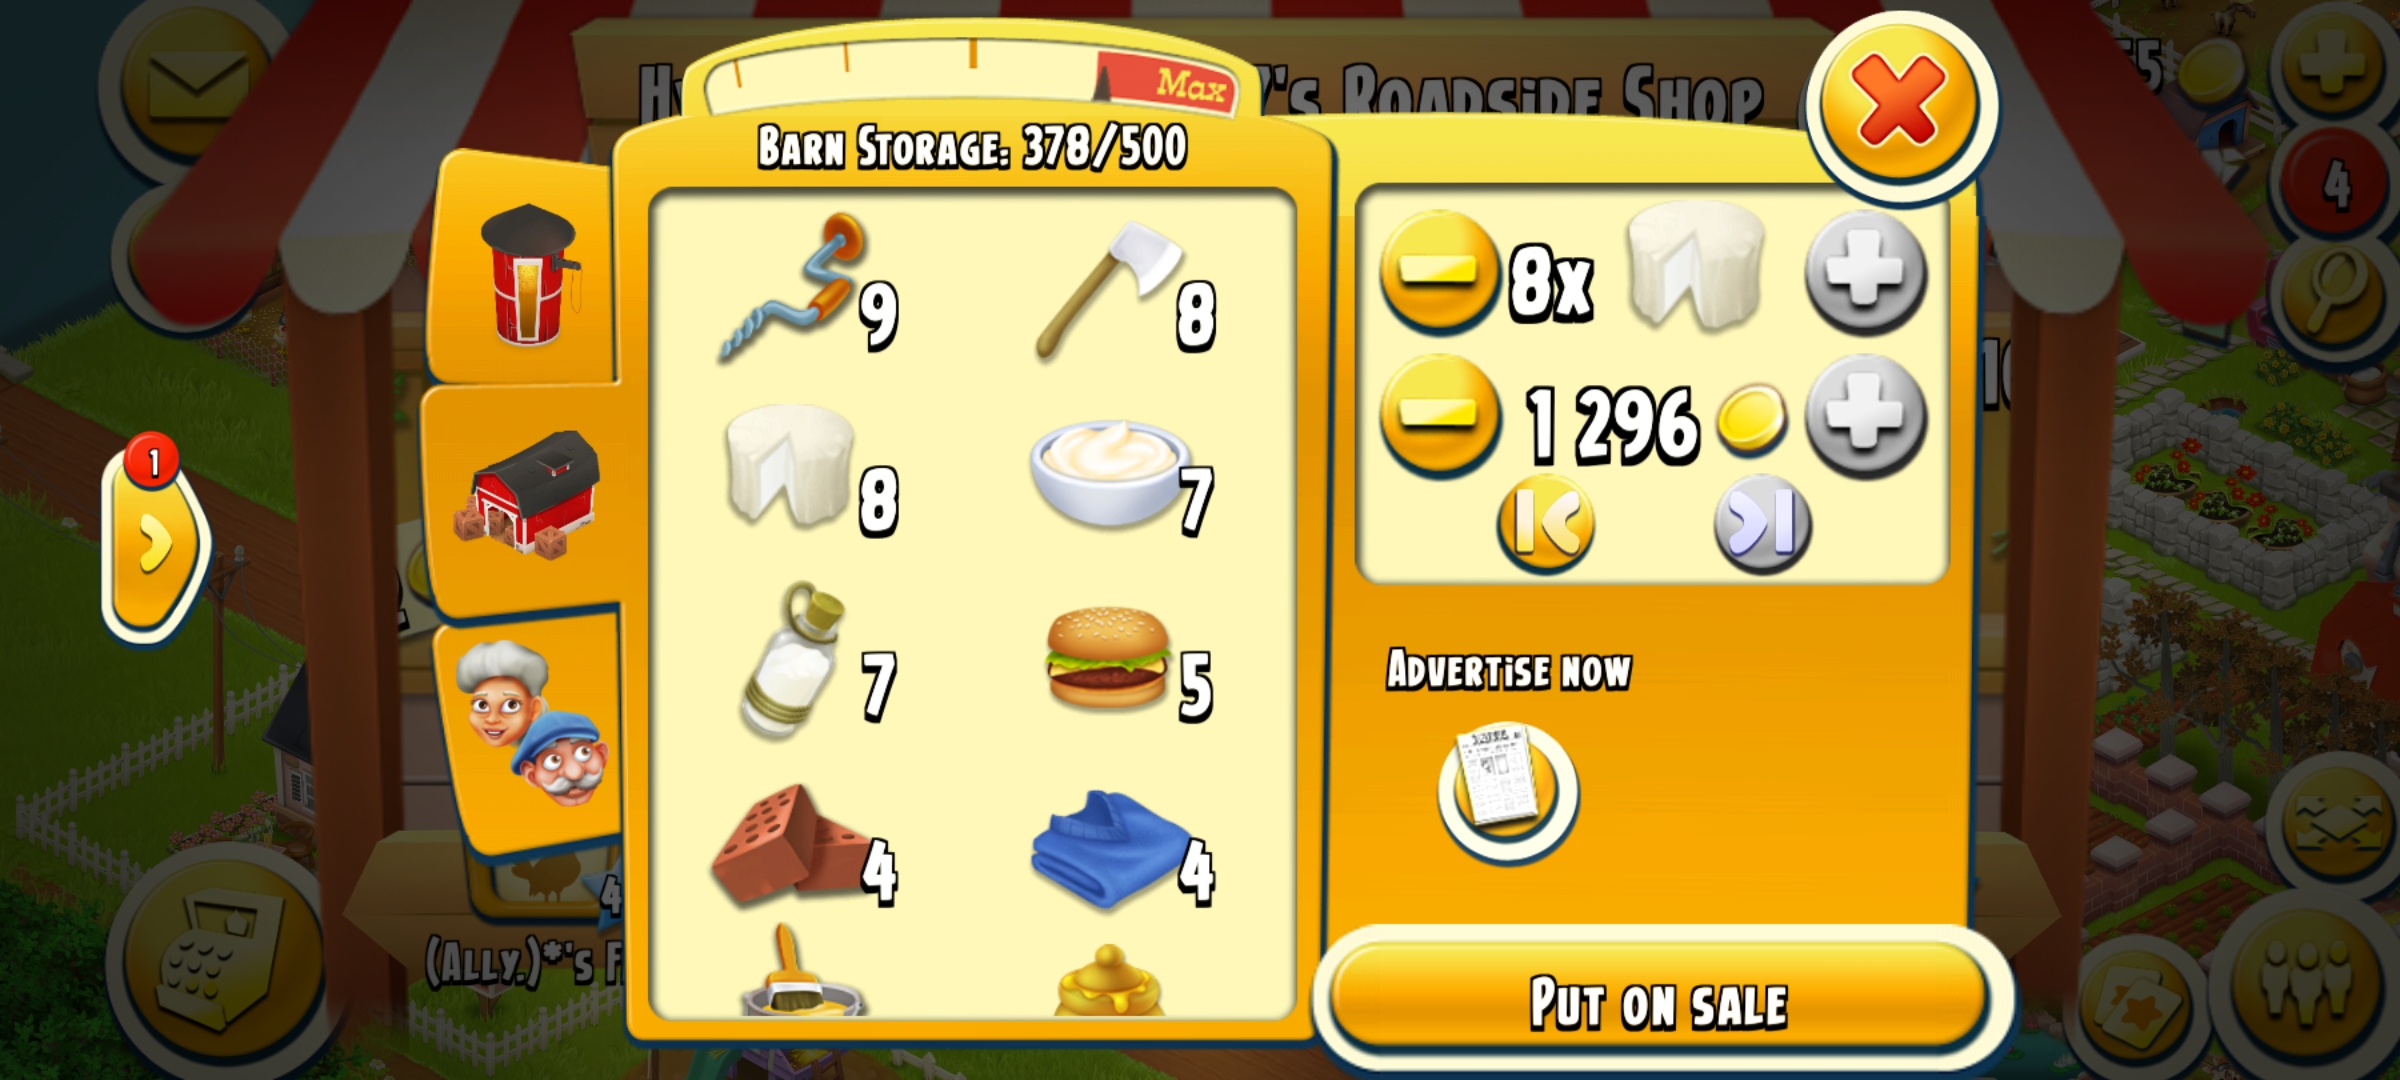 's Roadside Shop
Max
Barn Storage: 378/500
9
8
8
7
7
5
4
4
8x
1 296
Advertise now
Put on sale
1
4
(Ally.)*'s